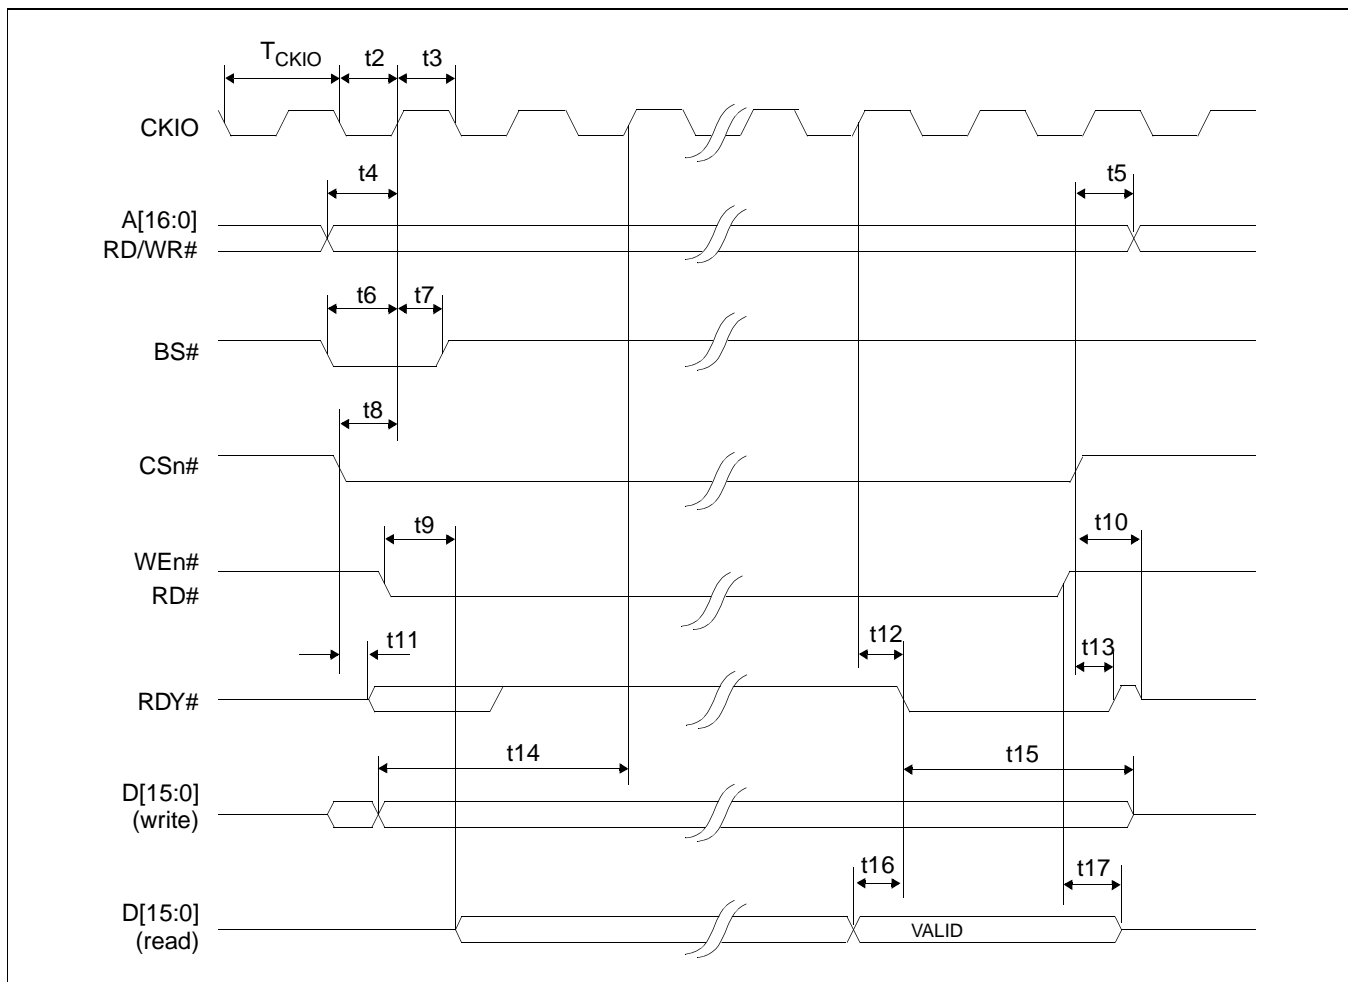 TCKIO t2 t3
CKIO
t4 t5
A[16:0]
RD/WR#
t6 t7
BS#
t8
CSn#
t9 t10
WEn#
RD#
t11 t12 t13
RDY#
t14 t15
D[15:0]
(write)
t16 t17
D[15:0]
(read)
VALID